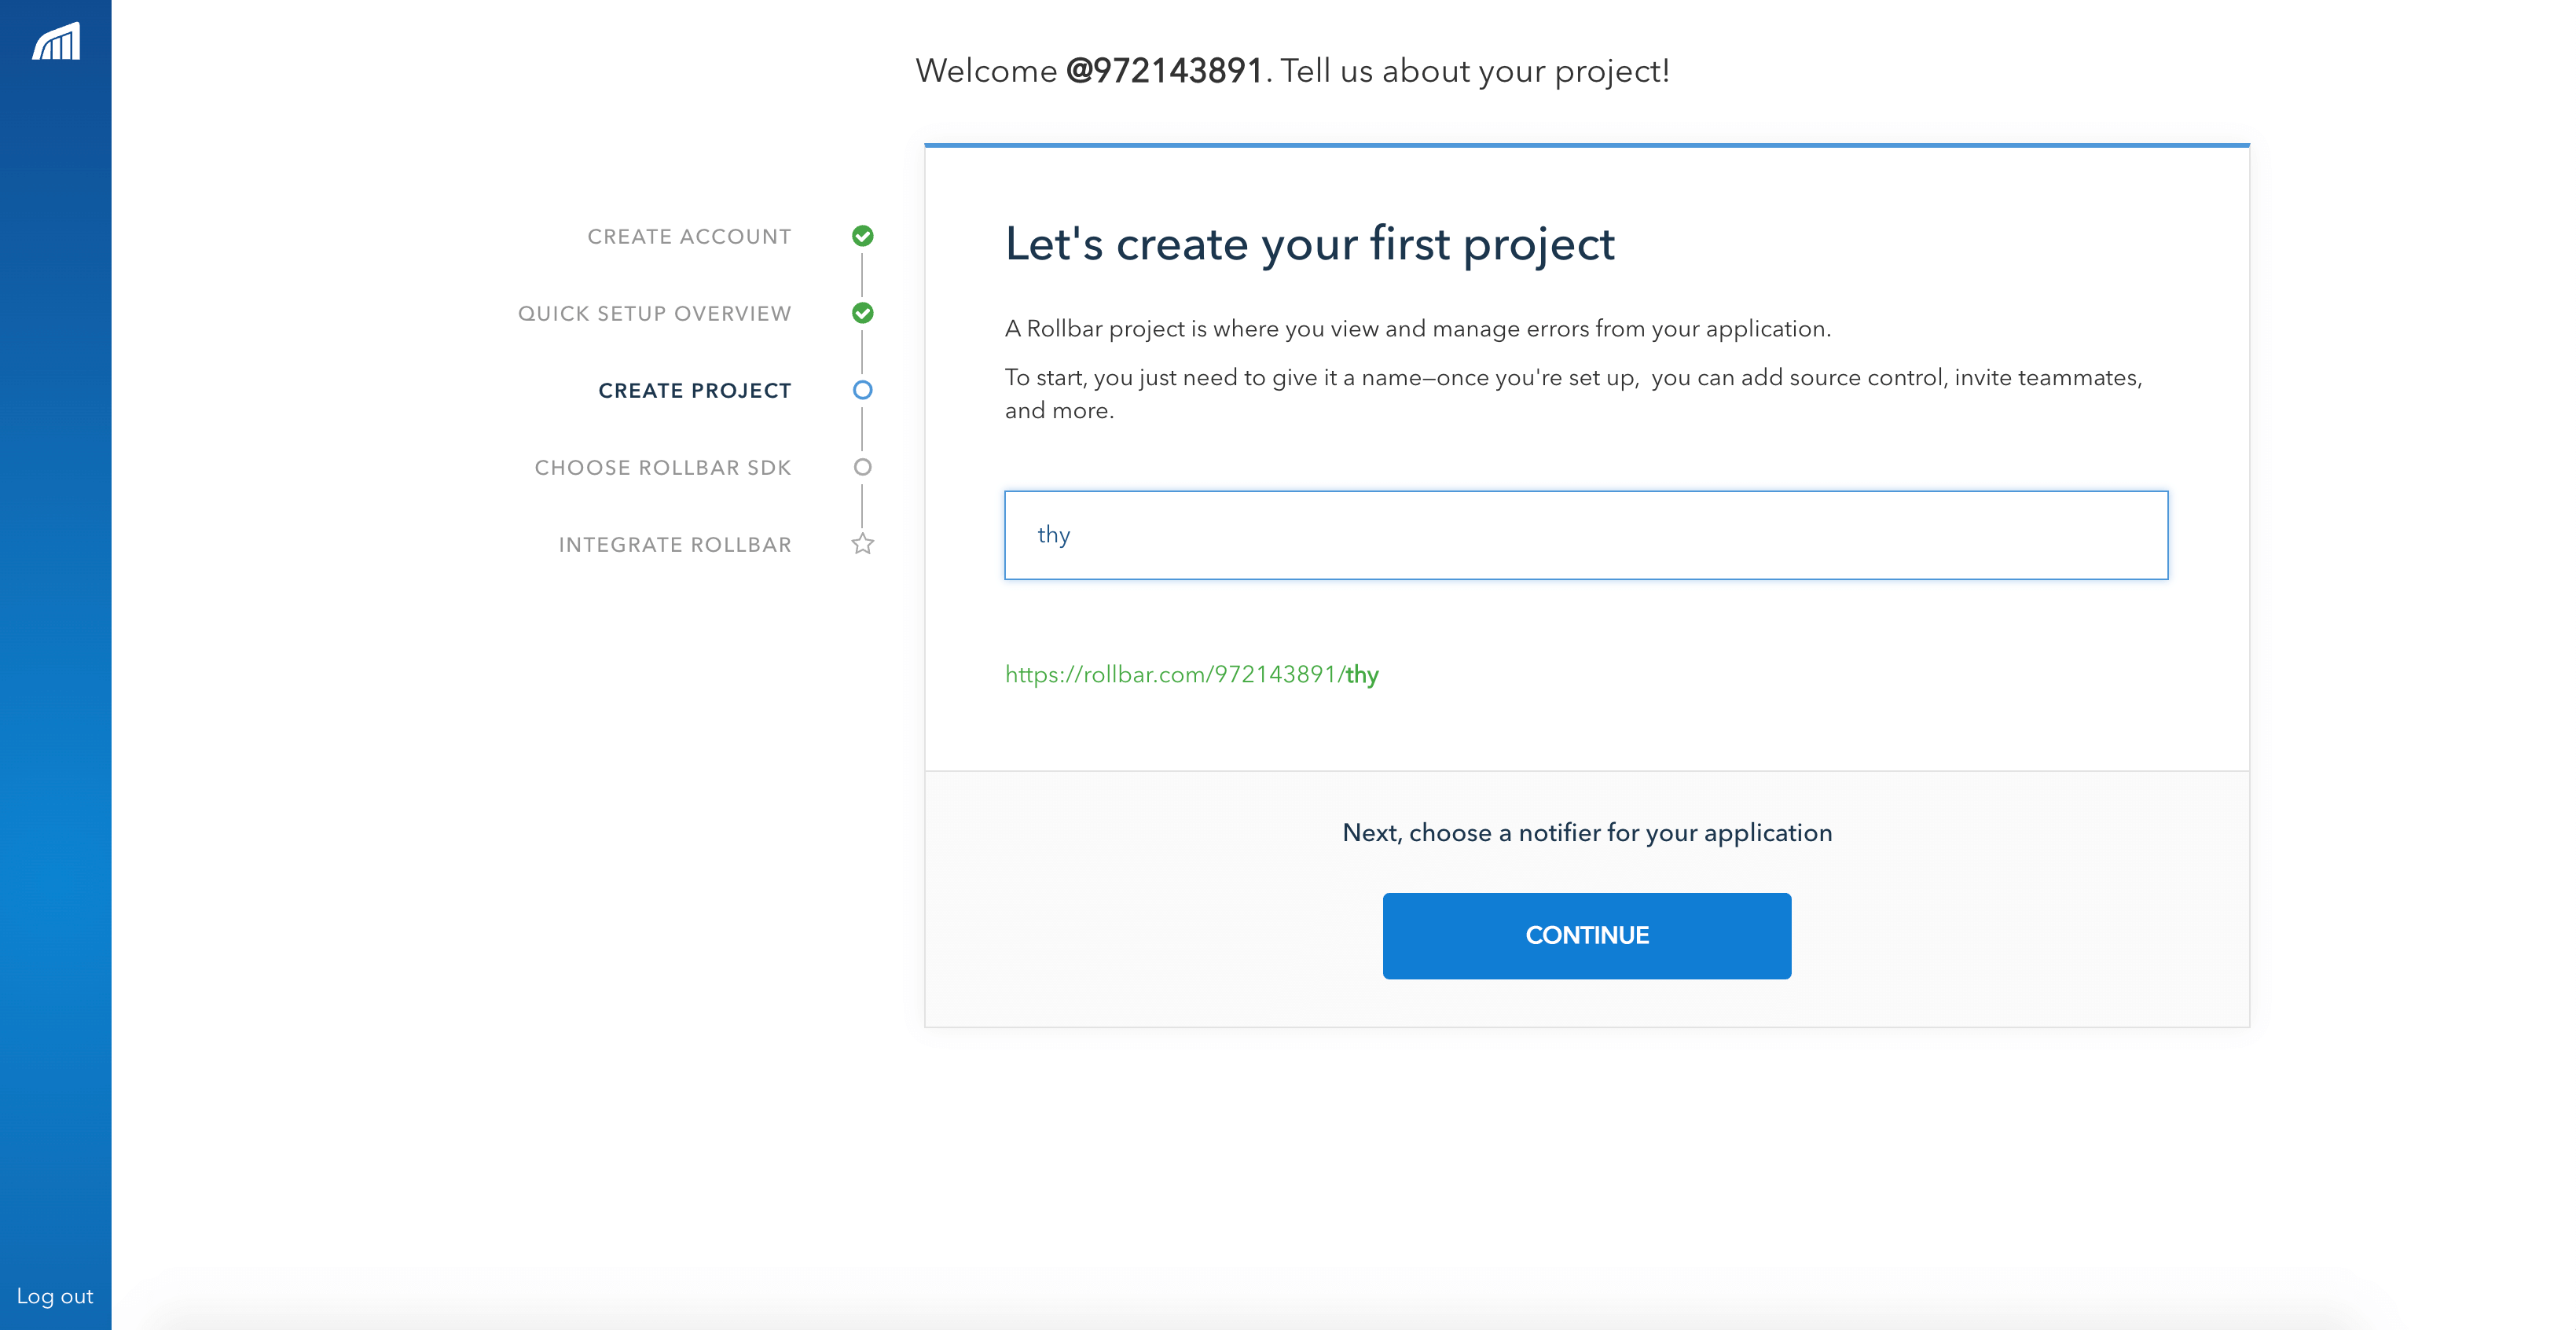 Welcome @972143891. Tell us about your project!
CREATE ACCOUNT
QUICK SETUP OVERVIEW
CREATE PROJECT
CHOOSE ROLLBAR SDK
INTEGRATE ROLLBAR
Let's create your first project
A Rollbar project is where you view and manage errors from your application.
To start, you just need to give it a name—once you're set up, you can add source control, invite teammates,
and more.
thy
https://rollbar.com/972143891/thy
Next, choose a notifier for your application
CONTINUE
Log out